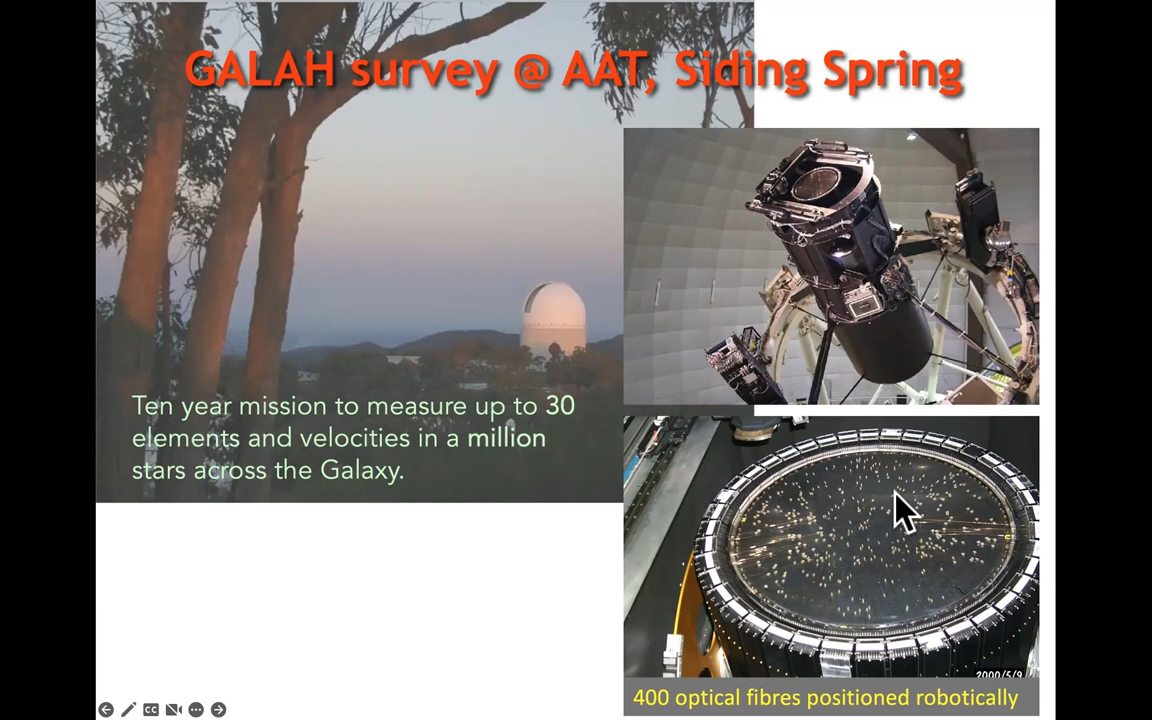 GALAH survey @ AAT, Siding Spring
Ten year mission to measure up to 30
elements and velocities in a million
stars across the Galaxy.
2000/5/9
400 optical fibres positioned robotically
CC